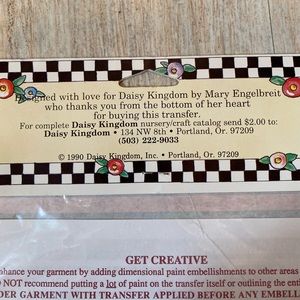 Designed with love for Daisy Kingdom by Mary Engelbreit
who thanks you from the bottom of her heart
for buying this transfer.
For complete Daisy Kingdom nursery/craft catalog send $2.00 to:
Daisy Kingdom • 134 NW 8th • Portland, Or. 97209
(503) 222-9033
© 1990 Daisy Kingdom, Inc. • Portland, Or. 97209
GET CREATIVE
nhance your garment by adding dimensional paint embellishments to other areas
O NOT recommend putting a lot of paint on the transfer itself or outlining the enti
DER GARMENT WITH TRANSFER APPLIED BEFORE ANY EMBELL